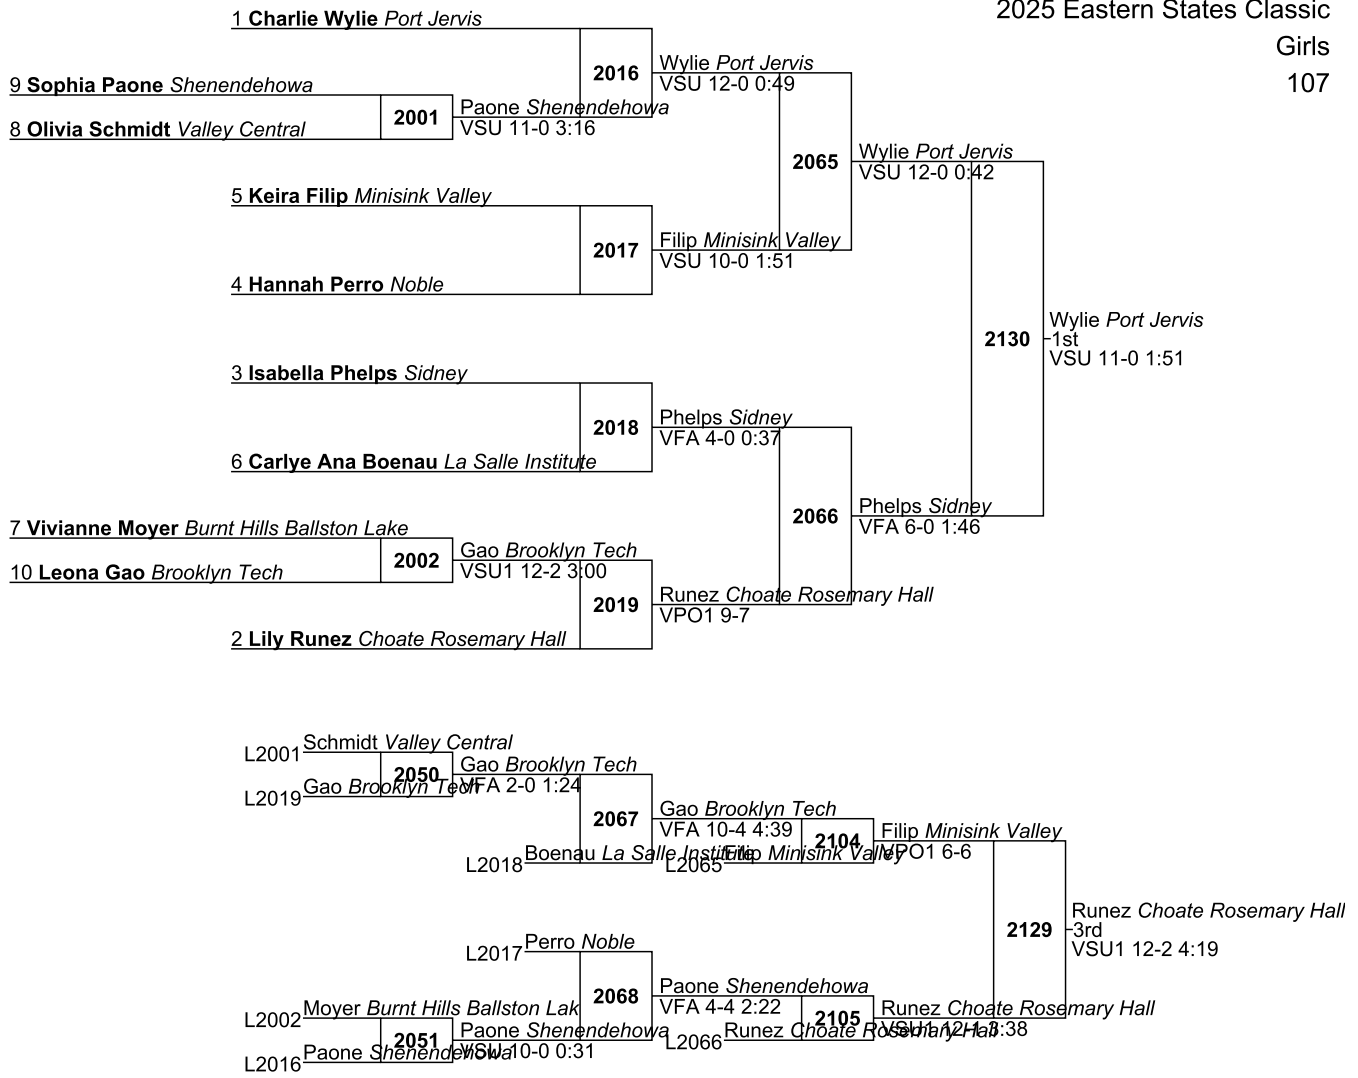 2025 Eastern States Classic
Girls
107
1 Charlie Wylie Port Jervis
2016
Wylie Port Jervis
VSU 12-0 0:49
9 Sophia Paone Shenendehowa
2001
Paone Shenendehowa
VSU 11-0 3:16
8 Olivia Schmidt Valley Central
2065
Wylie Port Jervis
VSU 12-0 0:42
5 Keira Filip Minisink Valley
2017
Filip Minisink Valley
VSU 10-0 1:51
4 Hannah Perro Noble
2130
Wylie Port Jervis
1st
VSU 11-0 1:51
3 Isabella Phelps Sidney
2018
Phelps Sidney
VFA 4-0 0:37
6 Carlye Ana Boenau La Salle Institute
2066
Phelps Sidney
VFA 6-0 1:46
7 Vivianne Moyer Burnt Hills Ballston Lake
2002
Gao Brooklyn Tech
VSU1 12-2 3:00
10 Leona Gao Brooklyn Tech
2019
Runez Choate Rosemary Hall
VPO1 9-7
2 Lily Runez Choate Rosemary Hall
L2001
Schmidt Valley Central
2050
Gao Brooklyn Tech
VFA 2-0 1:24
L2019
Gao Brooklyn Tech
2067
Gao Brooklyn Tech
VFA 10-4 4:39
L2018
Boenau La Salle Institute
L2065
Filip Minisink Valley
2104
Filip Minisink Valley
VPO1 6-6
2129
Runez Choate Rosemary Hall
3rd
VSU1 12-2 4:19
L2017
Perro Noble
2068
Paone Shenendehowa
VFA 4-4 2:22
L2002
Moyer Burnt Hills Ballston Lak
2051
Paone Shenendehowa
VSU 10-0 0:31
L2016
Paone Shenendehowa
L2066
Runez Choate Rosemary Hall
2105
Runez Choate Rosemary Hall
VSU1 12-1 3:38